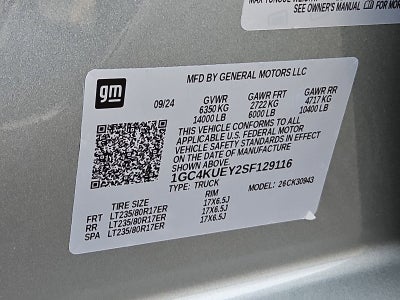 SEE OWNER'S MANUAL FOR MOR
gm
MFD BY GENERAL MOTORS LLC
09/24 GVWR GAWR FRT GAWR RR
6350 KG 2722 KG 4717 KG
14000 LB 6000 LB 10400 LB
THIS VEHICLE CONFORMS TO ALL
APPLICABLE U.S. FEDERAL MOTOR
VEHICLE SAFETY STANDARDS IN EFFECT
ON THE DATE OF MANUFACTURE
SHOWN ABOVE.
1GC4KUEY2SF129116
TYPE: TRUCK MODEL: 26CK30943
TIRE SIZE RIM
FRT LT235/80R17ER 17X6.5J
RR LT235/80R17ER 17X6.5J
SPA LT235/80R17ER 17X6.5J